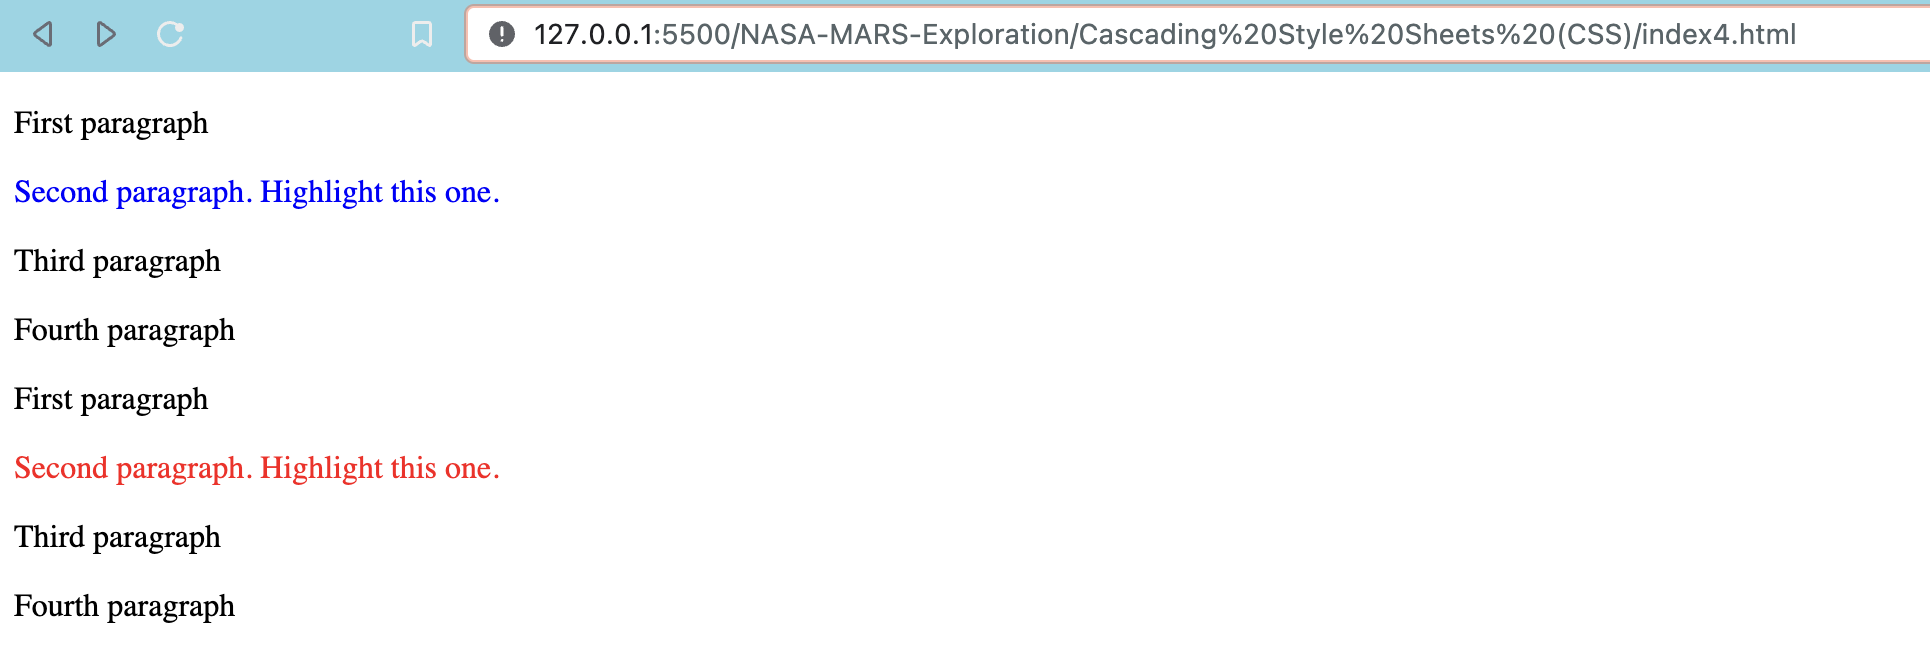 127.0.0.1:5500/NASA-MARS-Exploration/Cascading%20Style%20Sheets%20(CSS)/index4.html
First paragraph
Second paragraph. Highlight this one.
Third paragraph
Fourth paragraph
First paragraph
Second paragraph. Highlight this one.
Third paragraph
Fourth paragraph